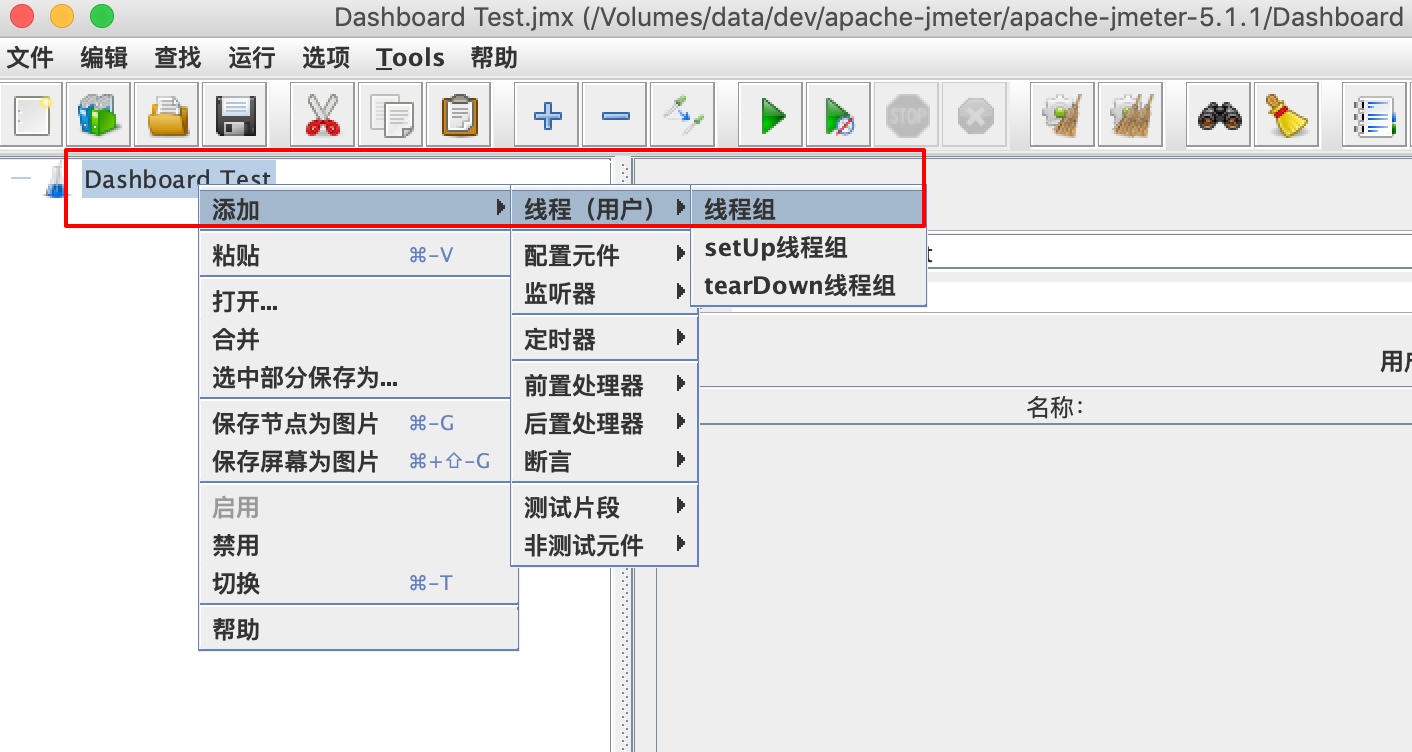 Dashboard Test.jmx (/Volumes/data/dev/apache-jmeter/apache-jmeter-5.1.1/Dashboard
文件 编辑 查找 运行 选项 Tools 帮助
STOP
Dashboard Test
添加
粘贴 ⌘-V
打开...
合并
选中部分保存为...
保存节点为图片 ⌘-G
保存屏幕为图片 ⌘+⇧-G
启用
禁用
切换 ⌘-T
帮助
线程（用户）
配置元件
监听器
定时器
前置处理器
后置处理器
断言
测试片段
非测试元件
线程组
setUp线程组
tearDown线程组
t
名称: